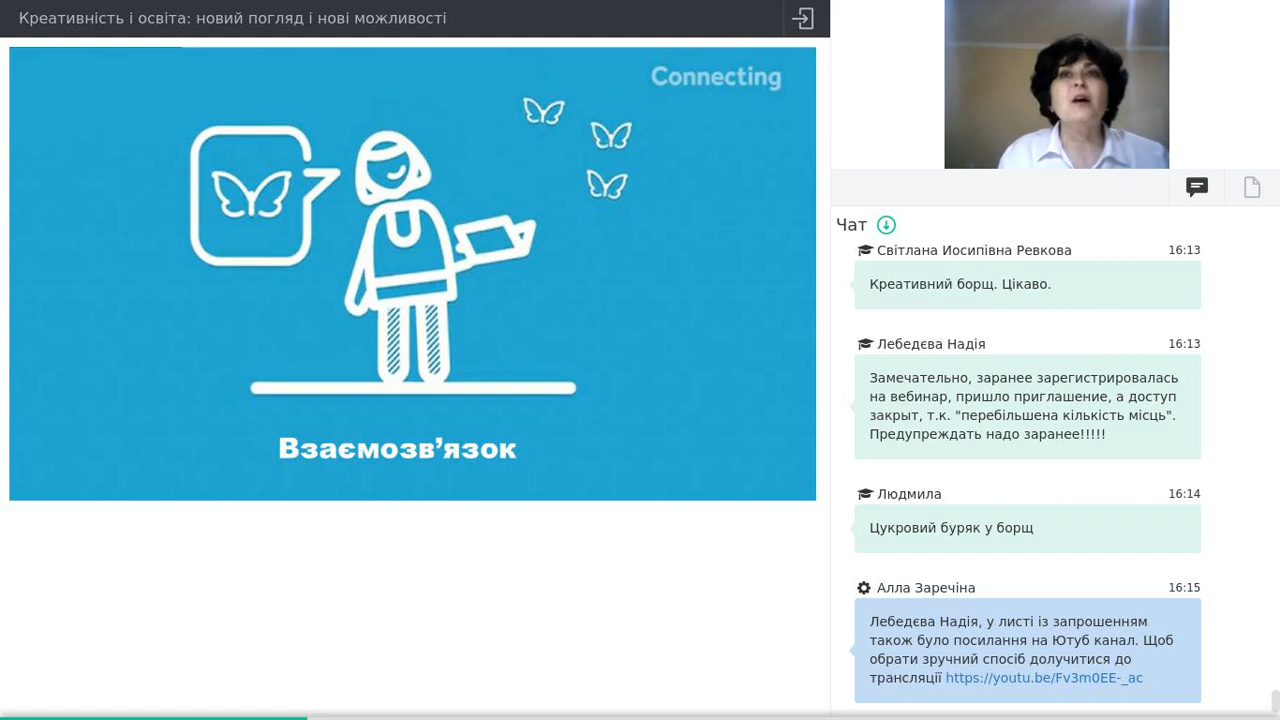 Креативність і освіта: новий погляд і нові можливості
Connecting
Взаємозв’язок
Чат
Світлана Иосипівна Ревкова 16:13
Креативний борщ. Цікаво.
Лебедєва Надія 16:13
Замечательно, заранее зарегистрировалась
на вебинар, пришло приглашение, а доступ
закрыт, т.к. "перебільшена кількість місць".
Предупреждать надо заранее!!!!!
Людмила 16:14
Цукровий буряк у борщ
Алла Заречіна 16:15
Лебедєва Надія, у листі із запрошенням
також було посилання на Ютуб канал. Щоб
обрати зручний спосіб долучитися до
трансляції https://youtu.be/Fv3m0EE-_ac